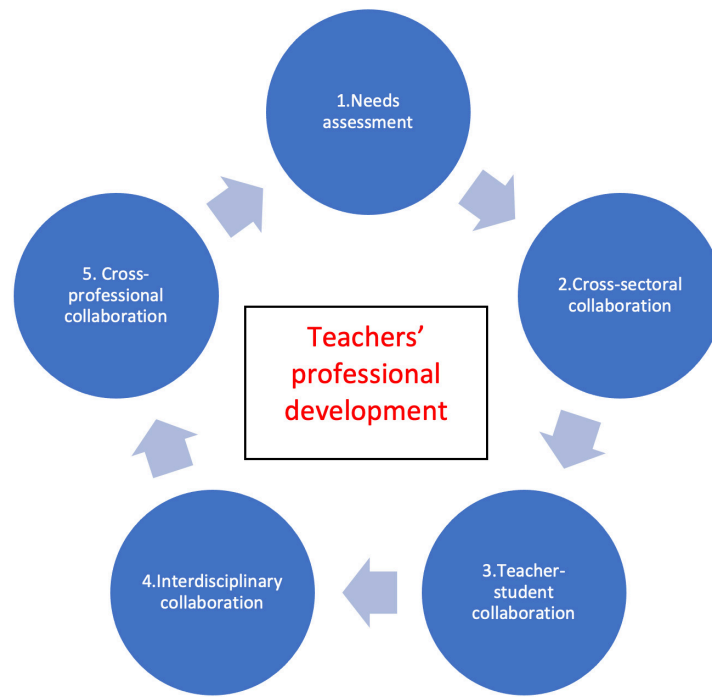 1.Needs
assessment
2.Cross-sectoral
collaboration
3.Teacher-
student
collaboration
4.Interdisciplinary
collaboration
5. Cross-
professional
collaboration
Teachers’
professional
development